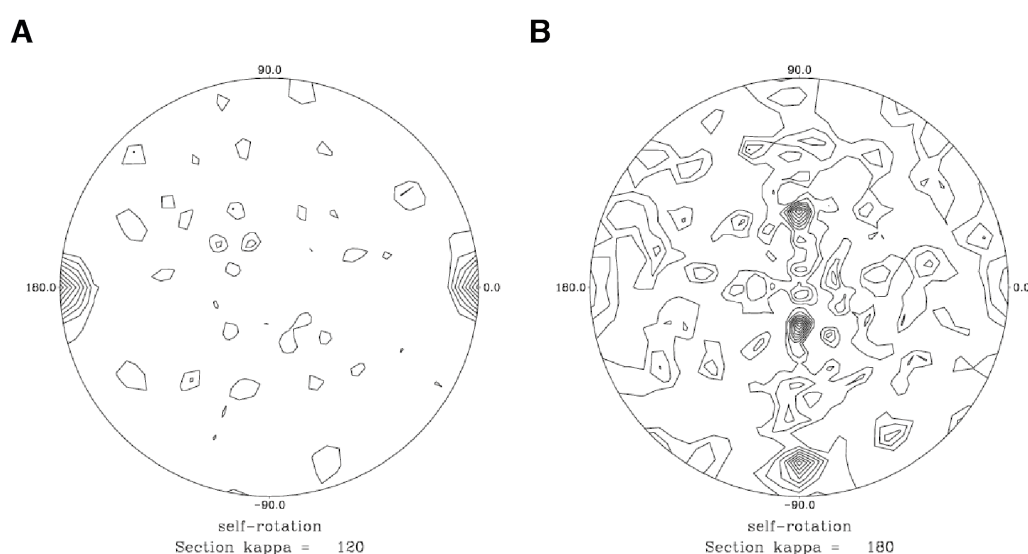 A
90.0
180.0
0.0
-90.0
self-rotation
Section kappa = 120
B
90.0
180.0
0.0
-90.0
self-rotation
Section kappa = 180